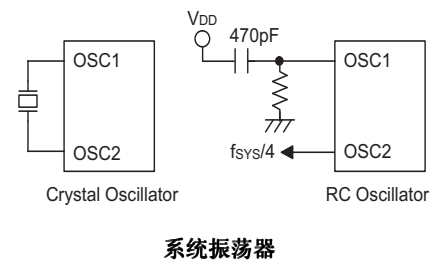 VDD
470pF
OSC1
OSC2
Crystal Oscillator
OSC1
fSYS/4
OSC2
RC Oscillator
系统振荡器